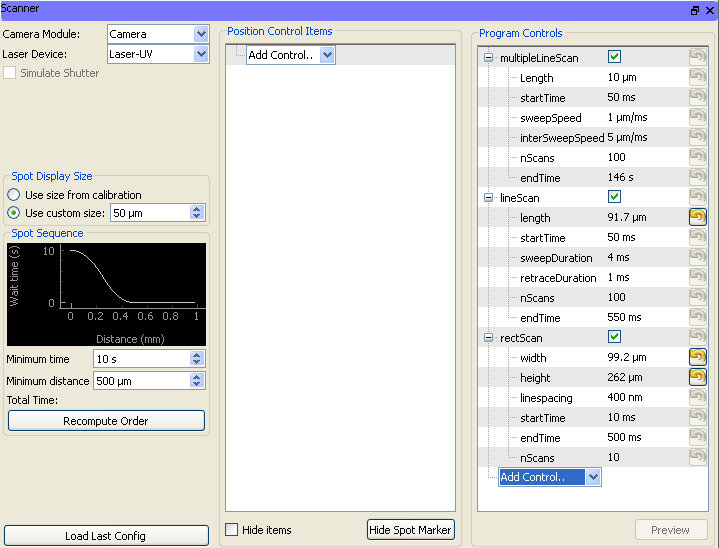 Scanner
Camera Module: Camera
Laser Device: Laser-UV
Simulate Shutter
Spot Display Size
Use size from calibration
Use custom size: 50 µm
Spot Sequence
Wait time (s)
10
0
0 0.2 0.4 0.6 0.8 1
Distance (mm)
Minimum time 10 s
Minimum distance 500 µm
Total Time:
Recompute Order
Load Last Config
Position Control Items
Add Control..
Hide items
Hide Spot Marker
Program Controls
multipleLineScan
Length 10 µm
startTime 50 ms
sweepSpeed 1 µm/ms
interSweepSpeed 5 µm/ms
nScans 100
endTime 146 s
lineScan
length 91.7 µm
startTime 50 ms
sweepDuration 4 ms
retraceDuration 1 ms
nScans 100
endTime 550 ms
rectScan
width 99.2 µm
height 262 µm
linespacing 400 nm
startTime 10 ms
endTime 500 ms
nScans 10
Add Control..
Preview